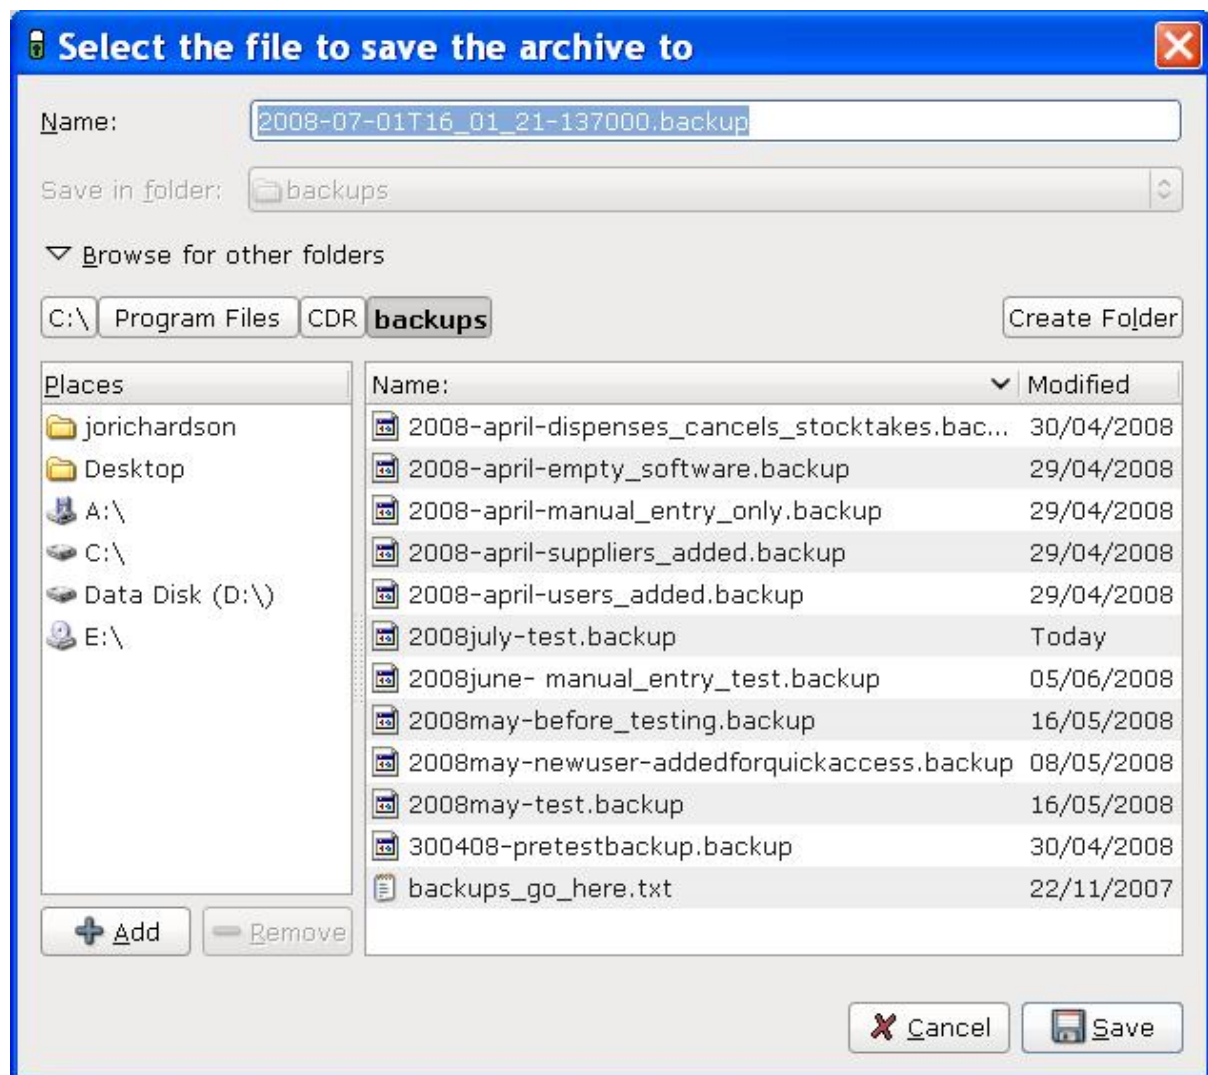 Select the file to save the archive to
Name: 2008-07-01T16_01_21-137000.backup
Save in folder: backups
Browse for other folders
C:\ Program Files CDR backups Create Folder
Places Name: Modified
jorichardson 2008-april-dispenses_cancels_stocktakes.bac... 30/04/2008
Desktop 2008-april-empty_software.backup 29/04/2008
A:\ 2008-april-manual_entry_only.backup 29/04/2008
C:\ 2008-april-suppliers_added.backup 29/04/2008
Data Disk (D:\) 2008-april-users_added.backup 29/04/2008
E:\ 2008july-test.backup Today
2008june- manual_entry_test.backup 05/06/2008
2008may-before_testing.backup 16/05/2008
2008may-newuser-addedforquickaccess.backup 08/05/2008
2008may-test.backup 16/05/2008
300408-pretestbackup.backup 30/04/2008
backups_go_here.txt 22/11/2007
Add Remove
Cancel Save